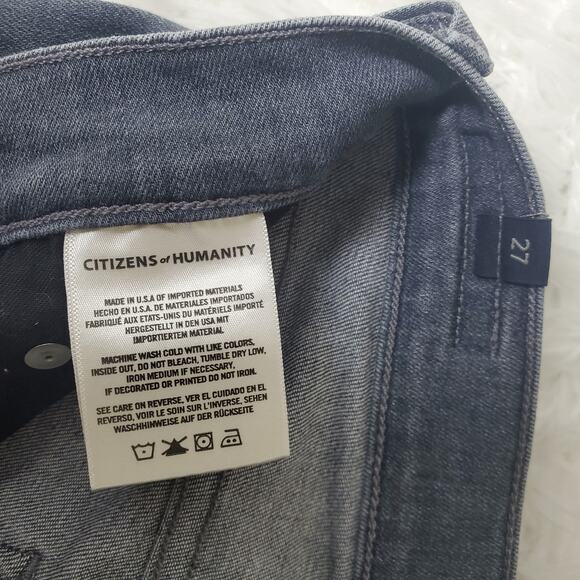 CITIZENS of HUMANITY
MADE IN U.S.A OF IMPORTED MATERIALS
HECHO EN U.S.A. DE MATERIALES IMPORTADOS
FABRIQUÉ AUX ETATS-UNIS DU MATÉRIEL IMPORTÉ
HERGESTELLT IN DEN USA MIT
IMPORTIERTEM MATERIAL
MACHINE WASH COLD WITH LIKE COLORS,
INSIDE OUT, DO NOT BLEACH, TUMBLE DRY LOW,
IRON MEDIUM IF NECESSARY,
IF DECORATED OR PRINTED DO NOT IRON.
SEE CARE ON REVERSE, VER EL CUIDADO EN EL
REVERSO, VOIR LE SOIN SUR L'INVERSE, SEHEN
WASCHHINWEISE AUF DER RÜCKSEITE
27